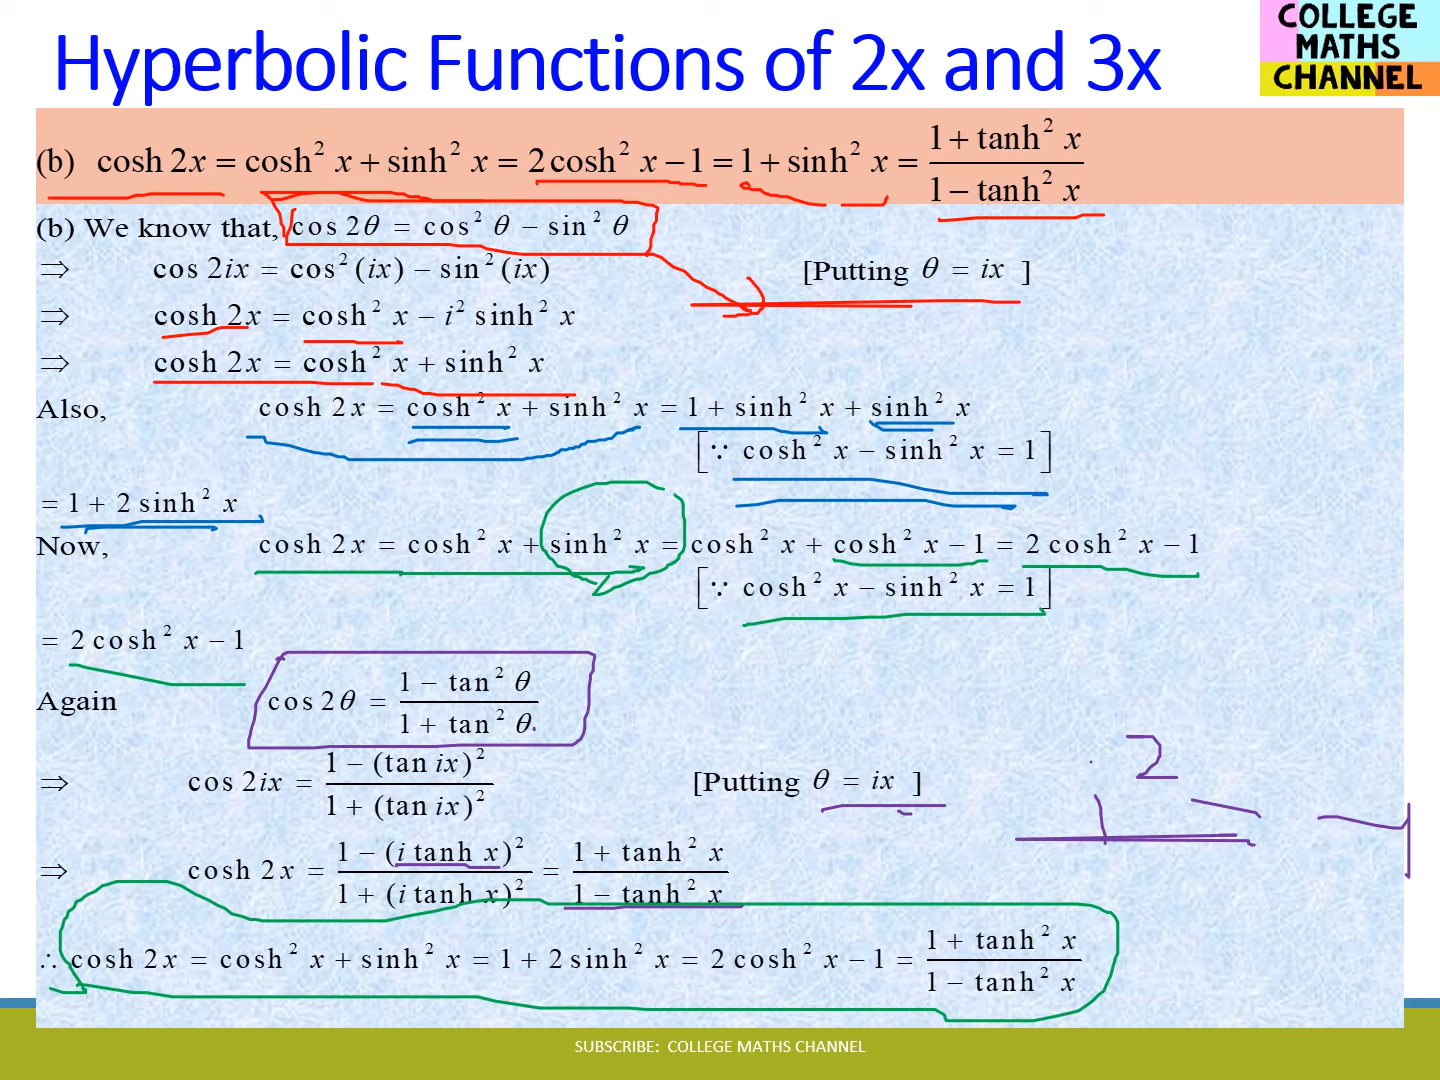 Hyperbolic Functions of 2x and 3x
COLLEGE
MATHS
CHANNEL
(b) cosh 2x = cosh² x + sinh² x = 2 cosh² x − 1 = 1 + sinh² x = (1 + tanh² x)/(1 − tanh² x)
(b) We know that, cos 2θ = cos² θ − sin² θ
⇒ cos 2ix = cos² (ix) − sin² (ix) [Putting θ = ix ]
⇒ cosh 2x = cosh² x − i² sinh² x
⇒ cosh 2x = cosh² x + sinh² x
Also, cosh 2x = cosh² x + sinh² x = 1 + sinh² x + sinh² x
[∵ cosh² x − sinh² x = 1]
= 1 + 2 sinh² x
Now, cosh 2x = cosh² x + sinh² x = cosh² x + cosh² x − 1 = 2 cosh² x − 1
[∵ cosh² x − sinh² x = 1]
= 2 cosh² x − 1
Again cos 2θ = (1 − tan² θ)/(1 + tan² θ.)
⇒ cos 2ix = (1 − (tan ix)²)/(1 + (tan ix)²) [Putting θ = ix ]
2
⇒ cosh 2x = (1 − (i tanh x)²)/(1 + (i tanh x)²) = (1 + tanh² x)/(1 − tanh² x)
∴ cosh 2x = cosh² x + sinh² x = 1 + 2 sinh² x = 2 cosh² x − 1 = (1 + tanh² x)/(1 − tanh² x)
SUBSCRIBE: COLLEGE MATHS CHANNEL